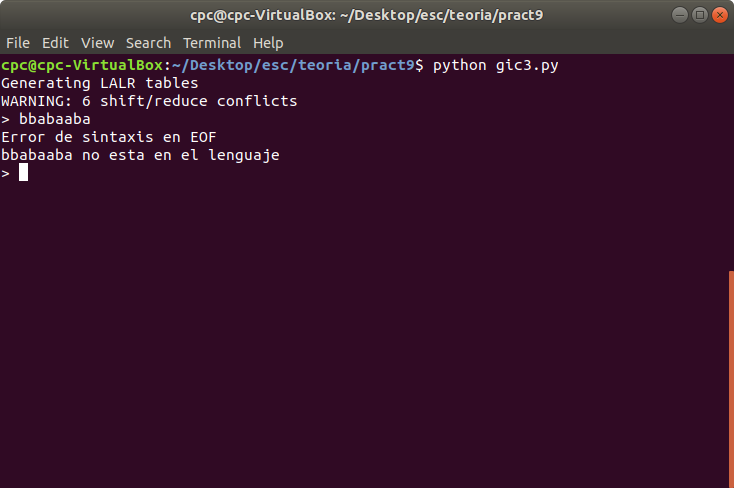 cpc@cpc-VirtualBox: ~/Desktop/esc/teoria/pract9
File Edit View Search Terminal Help
cpc@cpc-VirtualBox:~/Desktop/esc/teoria/pract9$ python gic3.py
Generating LALR tables
WARNING: 6 shift/reduce conflicts
> bbabaaba
Error de sintaxis en EOF
bbabaaba no esta en el lenguaje
>